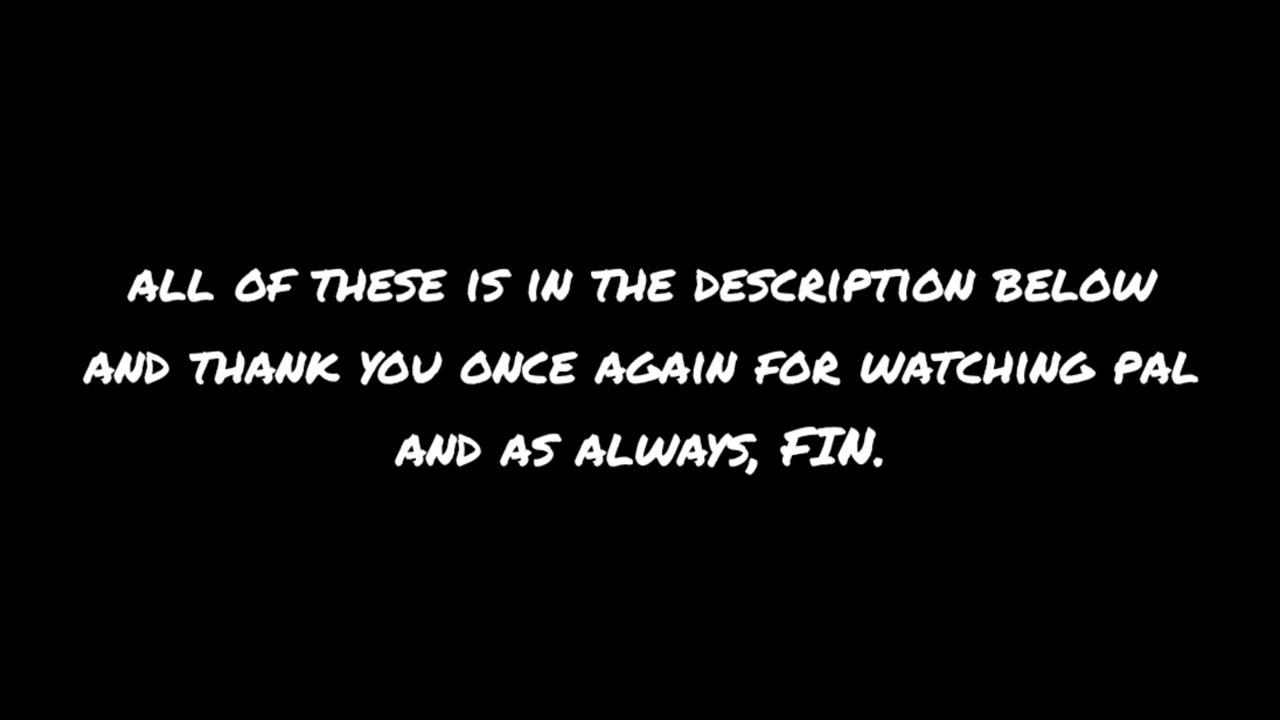 all of these is in the description below
and thank you once again for watching pal
and as always, FIN.